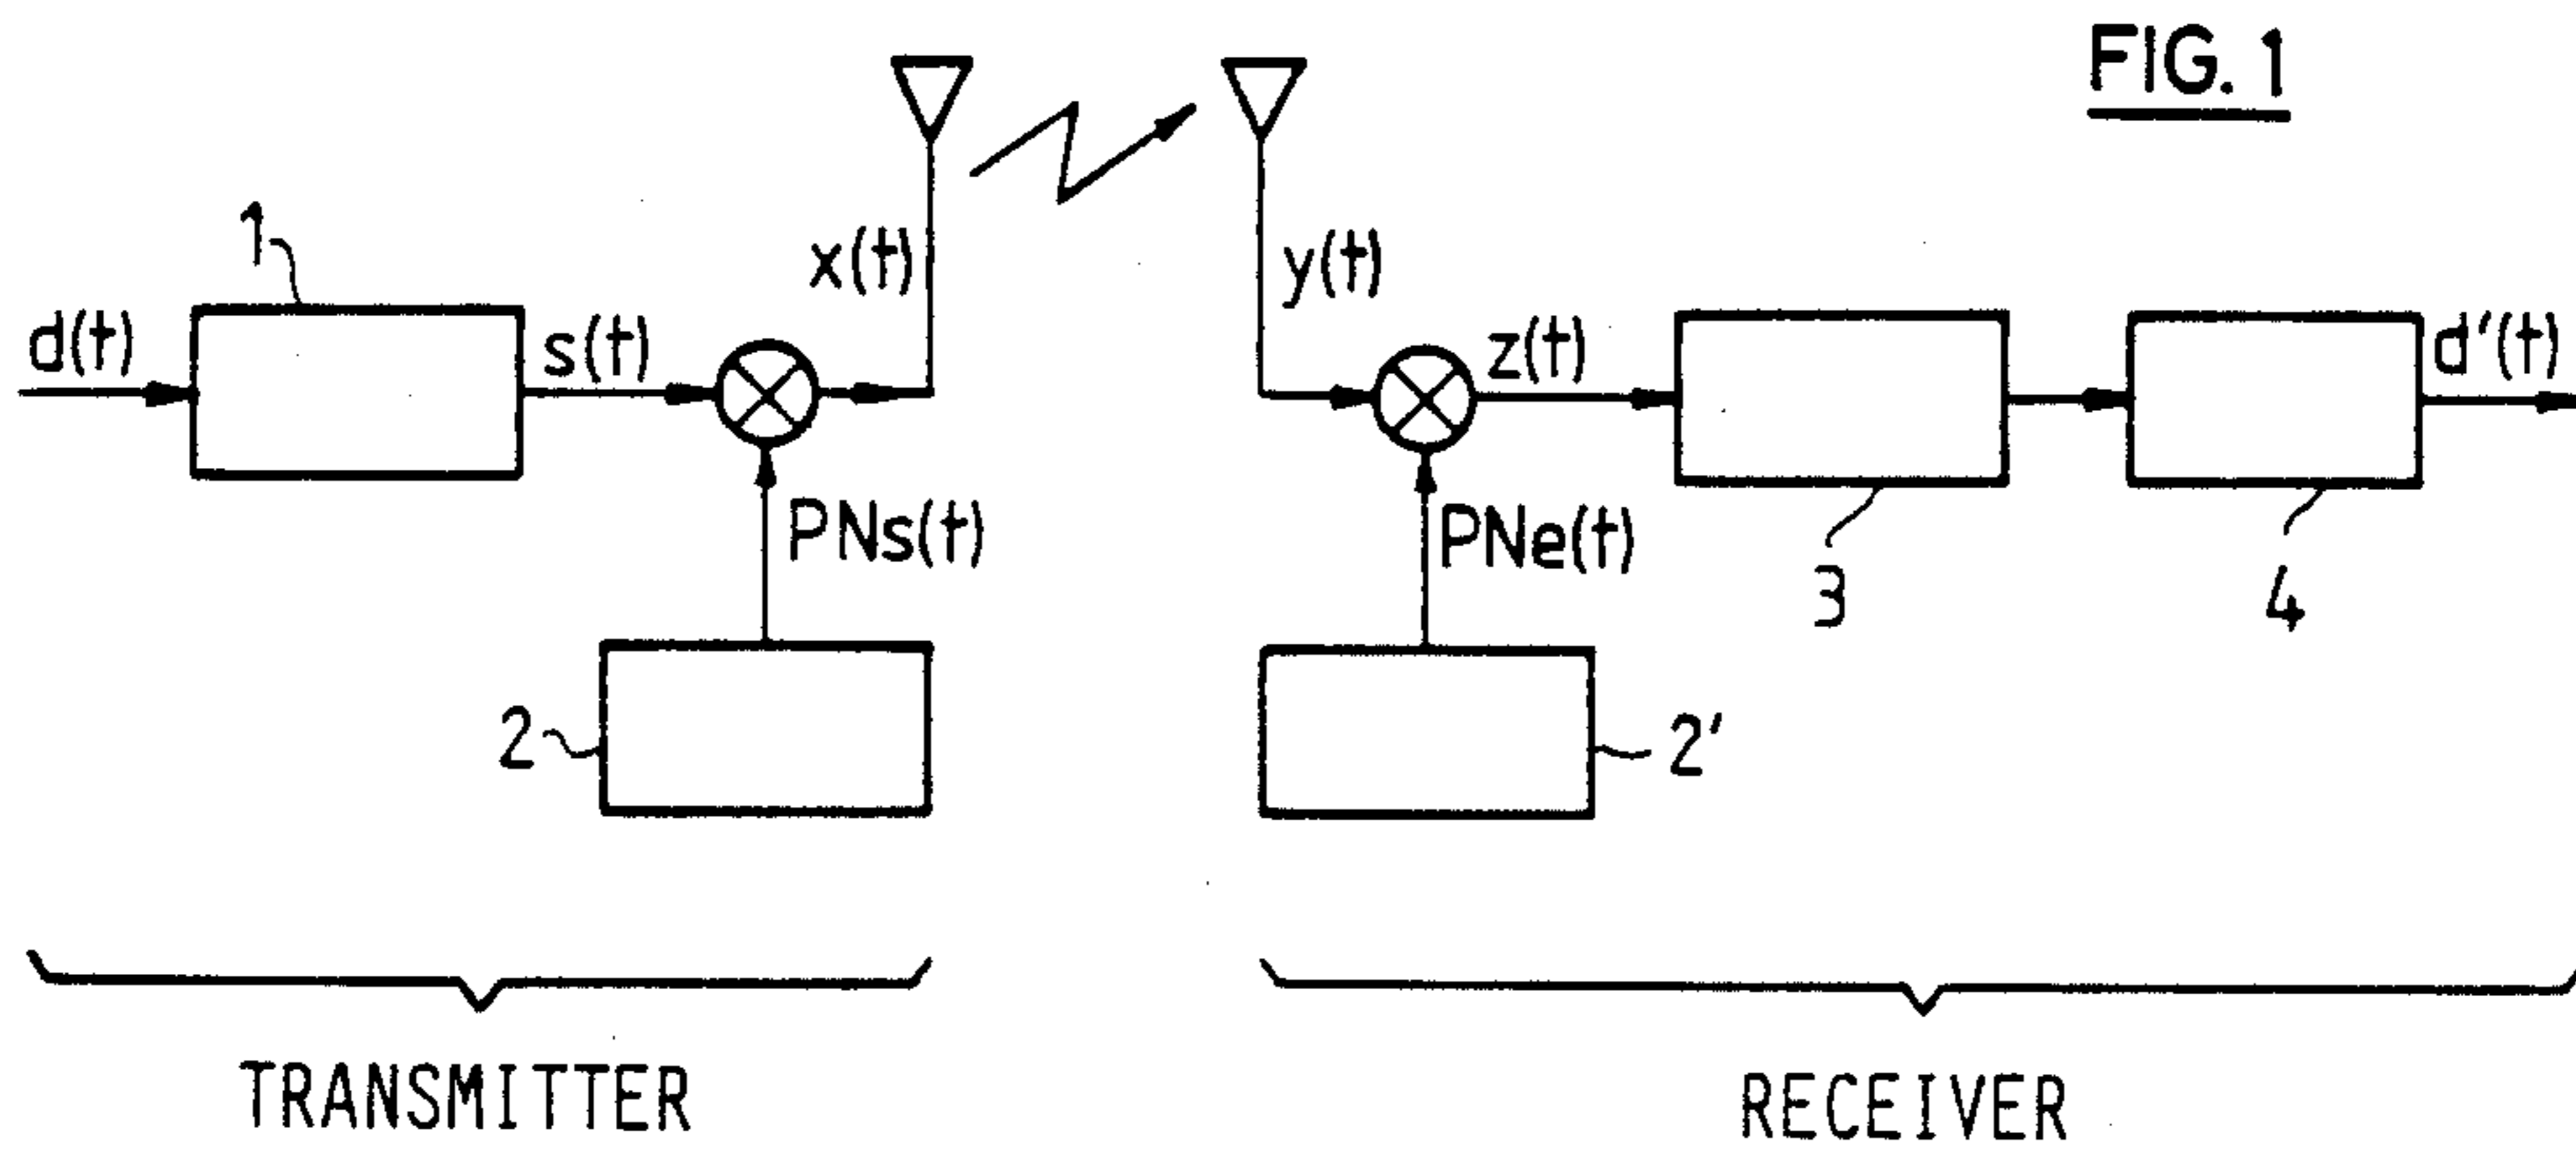 FIG. 1
1
x(t)
y(t)
d(t)
s(t)
z(t)
d'(t)
PNs(t)
PNe(t)
3
4
2
2'
TRANSMITTER
RECEIVER